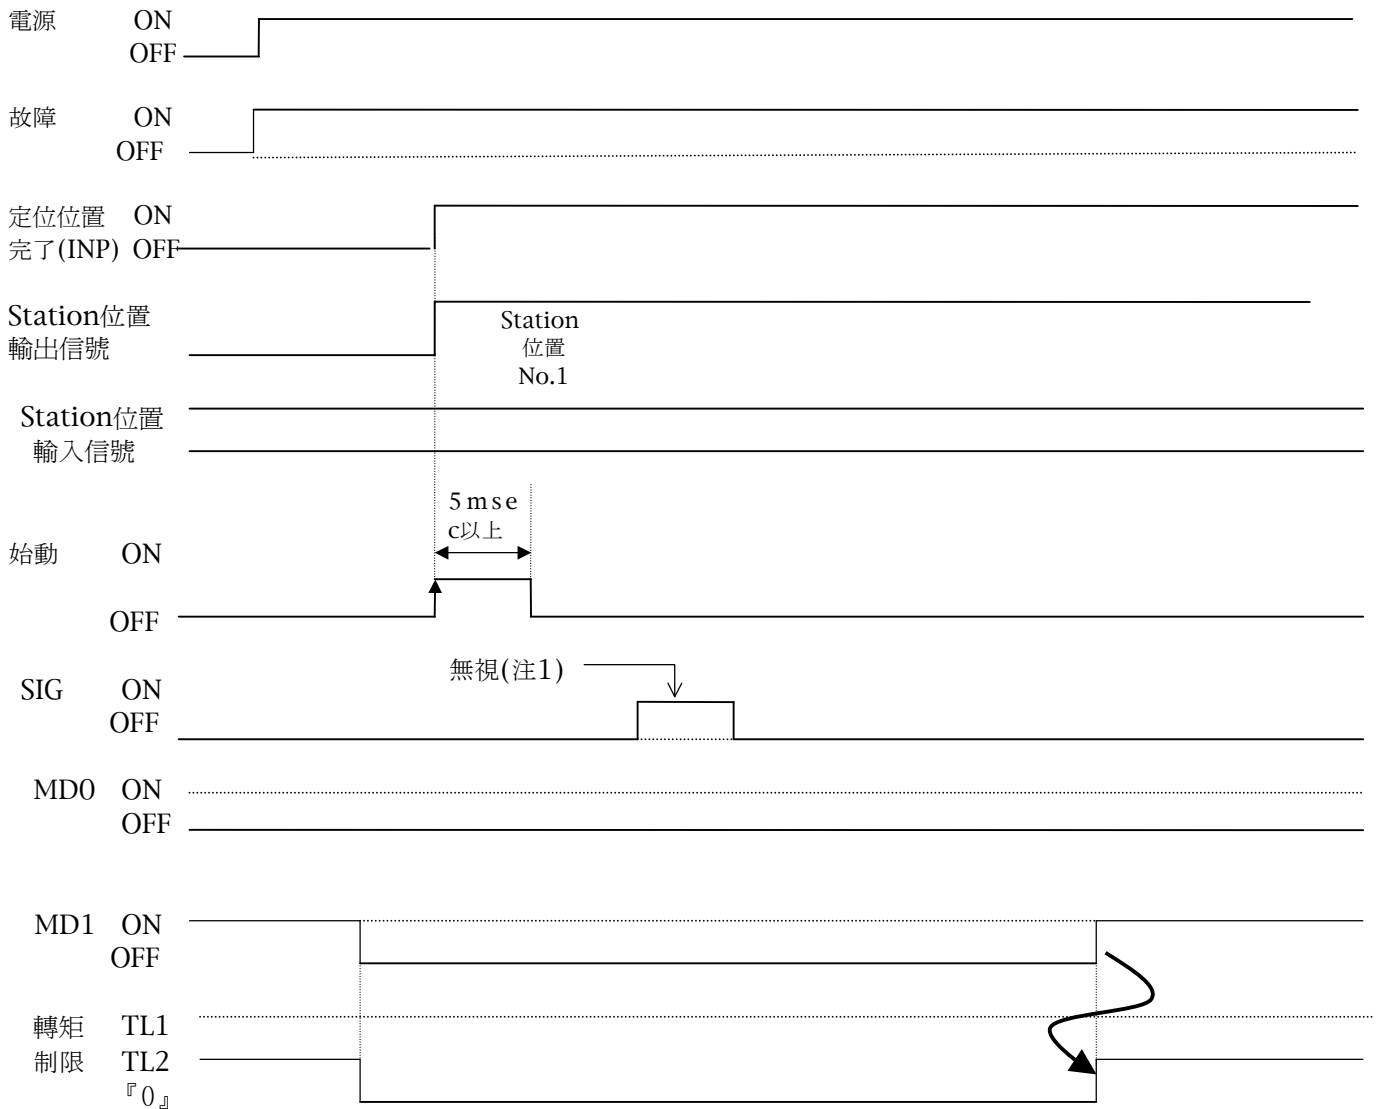 電源 ON
OFF
故障 ON
OFF
定位位置 ON
完了(INP) OFF
Station位置
輸出信號
Station
位置
No.1
Station位置
輸入信號
5mse
c以上
始動 ON
OFF
無視(注1)
SIG ON
OFF
MD0 ON
OFF
MD1 ON
OFF
轉矩 TL1
制限 TL2
『0』